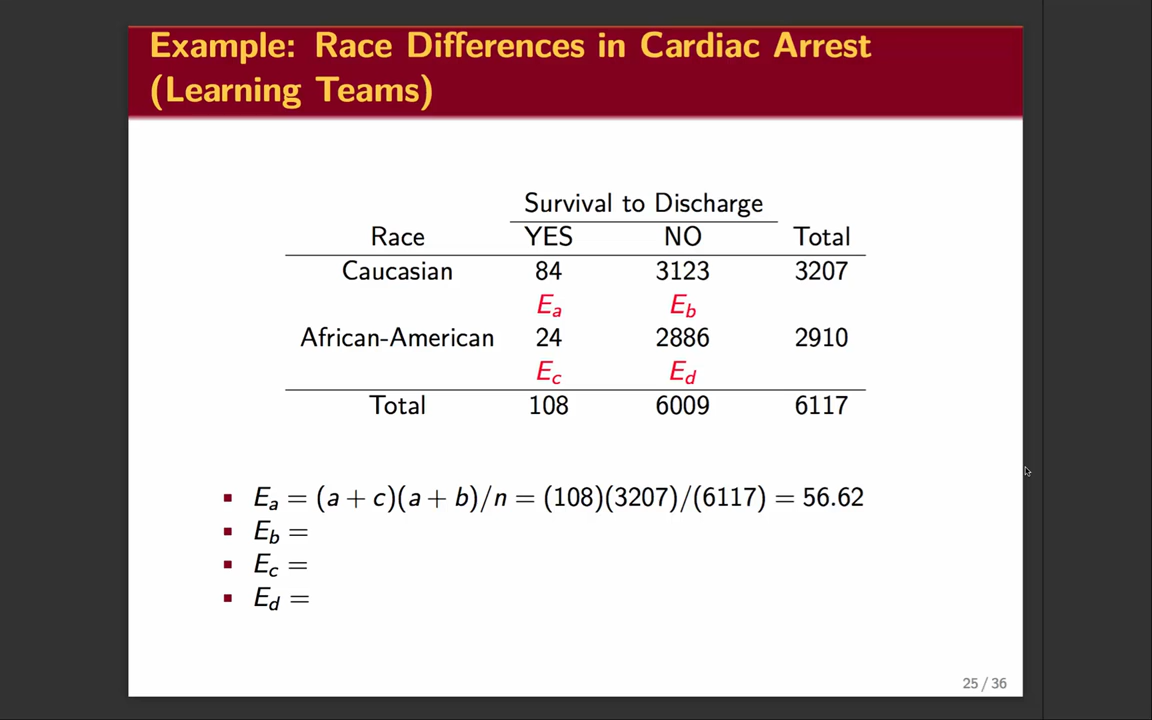 Example: Race Differences in Cardiac Arrest
(Learning Teams)
Survival to Discharge
Race YES NO Total
Caucasian 84 3123 3207
Ea Eb
African-American 24 2886 2910
Ec Ed
Total 108 6009 6117
▪ Ea = (a + c)(a + b)/n = (108)(3207)/(6117) = 56.62
▪ Eb =
▪ Ec =
▪ Ed =
25 / 36